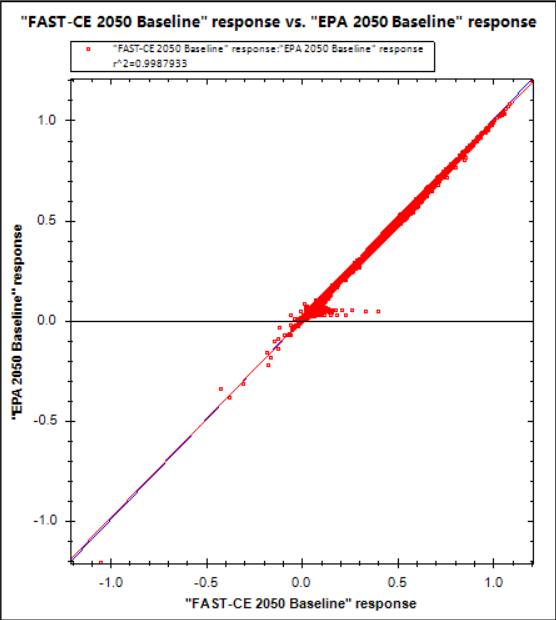 "FAST-CE 2050 Baseline" response vs. "EPA 2050 Baseline" response
"FAST-CE 2050 Baseline" response:"EPA 2050 Baseline" response
r^2=0.9987933
1.0
0.5
0.0
-0.5
-1.0
"EPA 2050 Baseline" response
-1.0 -0.5 0.0 0.5 1.0
"FAST-CE 2050 Baseline" response